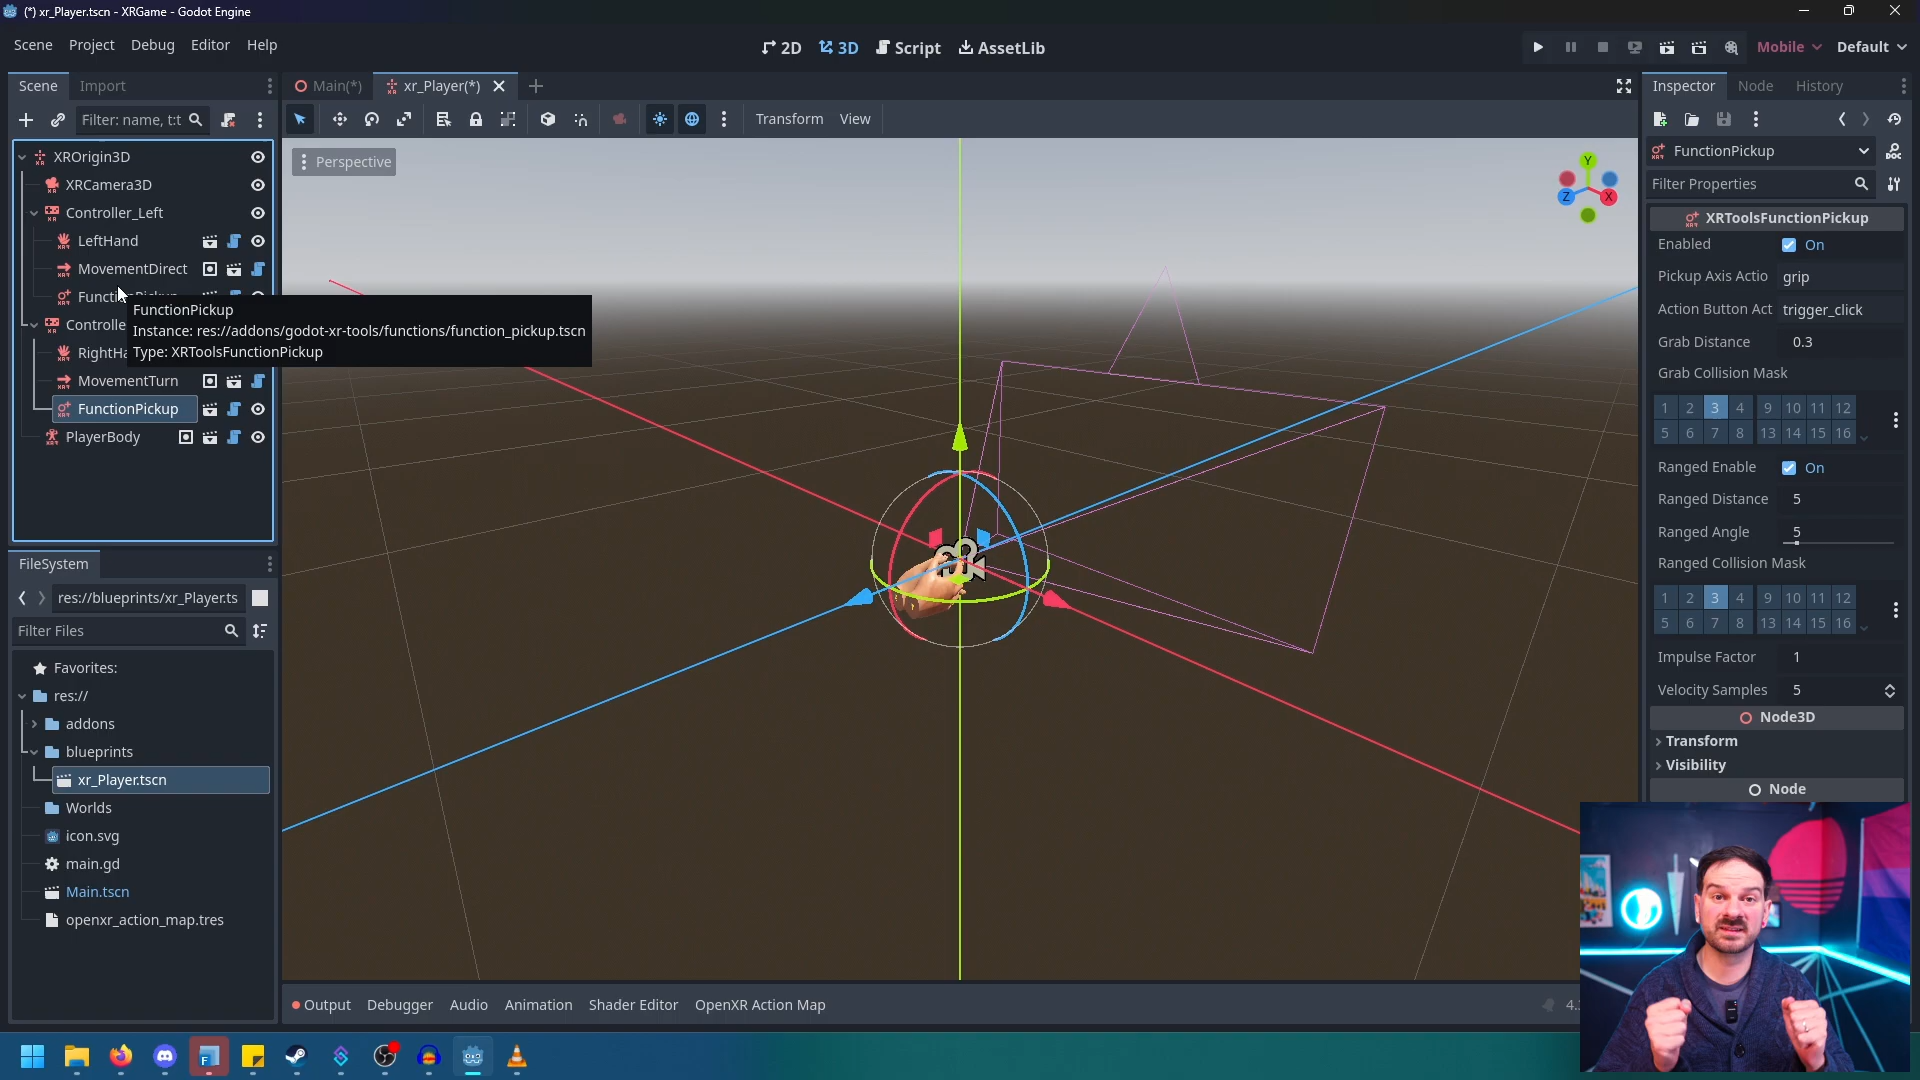 (*) xr_Player.tscn - XRGame - Godot Engine
Scene Project Debug Editor Help
2D 3D Script AssetLib
Mobile Default
Scene Import
Main(*) xr_Player(*)
Inspector Node History
Filter: name, t:t
Transform View
XROrigin3D
XRCamera3D
Controller_Left
LeftHand
MovementDirect
Controlle
RightHa
MovementTurn
FunctionPickup
PlayerBody
FunctionPickup
Instance: res://addons/godot-xr-tools/functions/function_pickup.tscn
Type: XRToolsFunctionPickup
Perspective
Y
Z X
FileSystem
res://blueprints/xr_Player.ts
Filter Files
Favorites:
res://
addons
blueprints
xr_Player.tscn
Worlds
icon.svg
main.gd
Main.tscn
openxr_action_map.tres
Output Debugger Audio Animation Shader Editor OpenXR Action Map
4.
FunctionPickup
Filter Properties
XRToolsFunctionPickup
Enabled On
Pickup Axis Actio grip
Action Button Act trigger_click
Grab Distance 0.3
Grab Collision Mask
1 2 3 4 9 10 11 12
5 6 7 8 13 14 15 16
Ranged Enable On
Ranged Distance 5
Ranged Angle 5
Ranged Collision Mask
1 2 3 4 9 10 11 12
5 6 7 8 13 14 15 16
Impulse Factor 1
Velocity Samples 5
Node3D
Transform
Visibility
Node